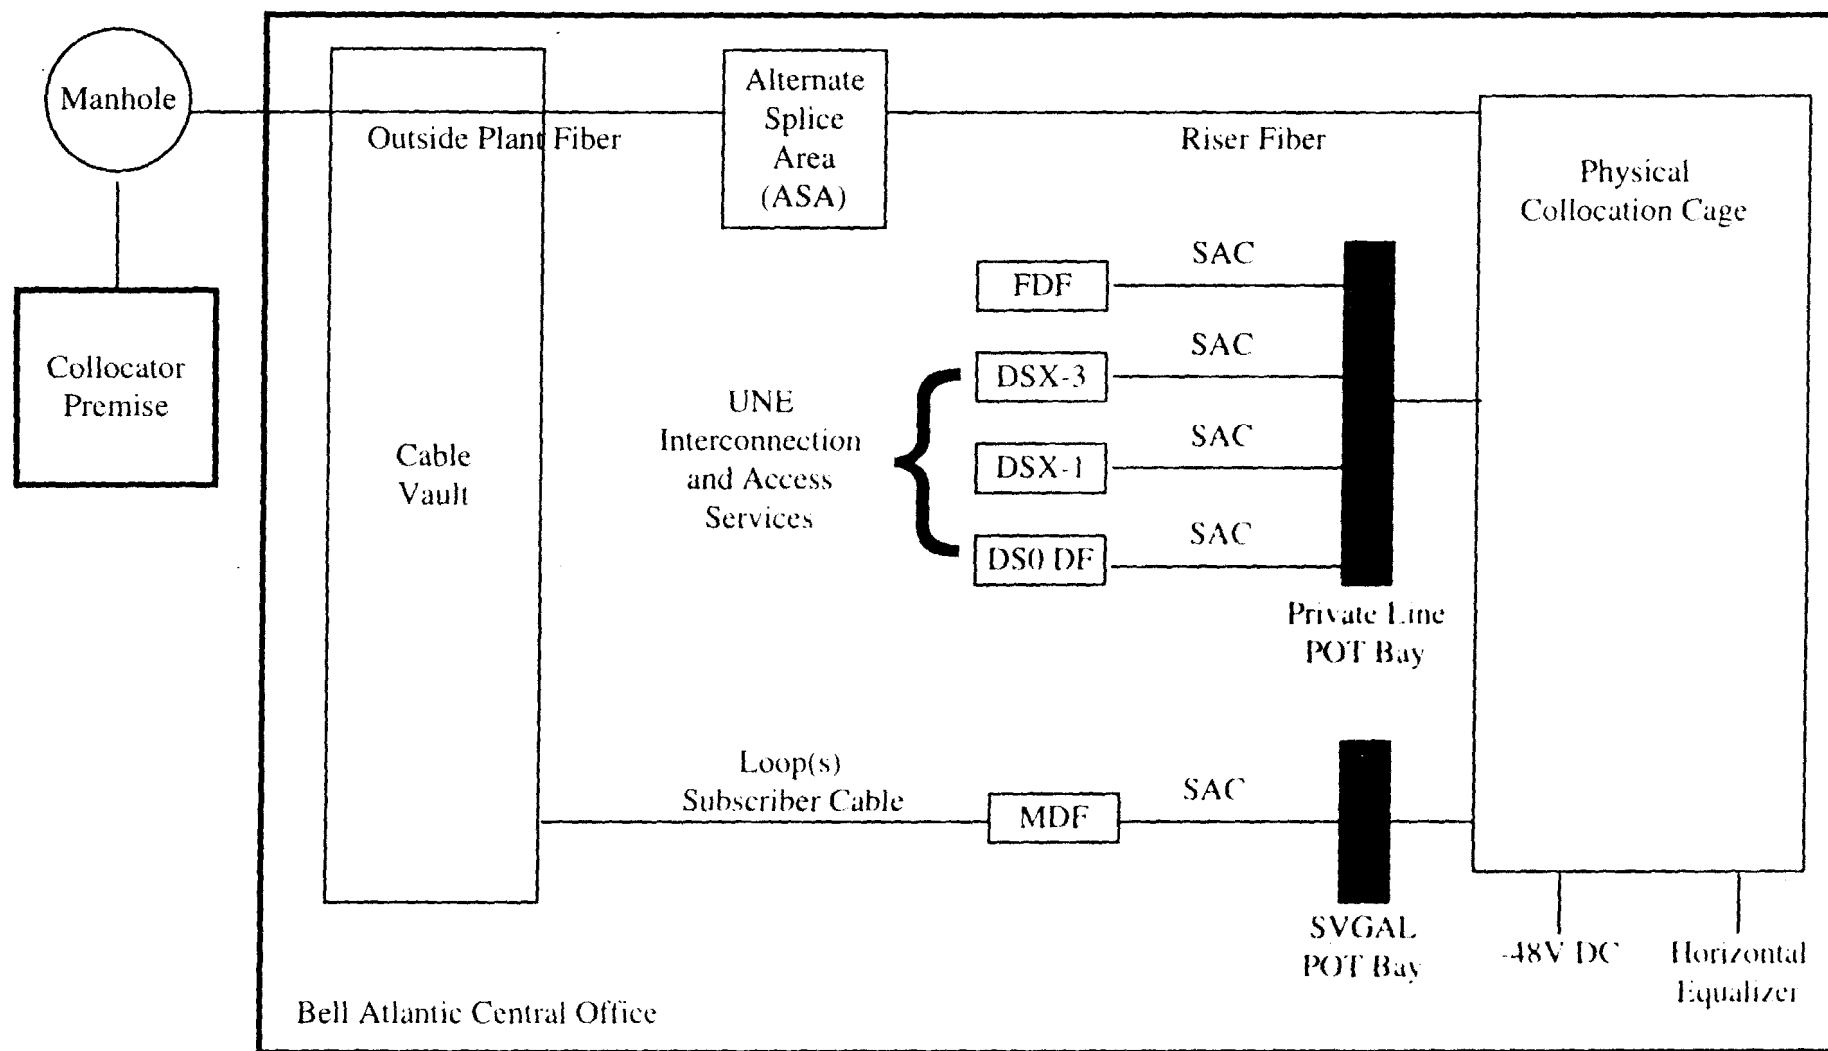 Manhole
Collocator
Premise
Outside Plant Fiber
Alternate
Splice
Area
(ASA)
Riser Fiber
Physical
Collocation Cage
Cable
Vault
UNE
Interconnection
and Access
Services
FDF
SAC
DSX-3
SAC
DSX-1
SAC
DS0 DF
SAC
Private Line
POT Bay
Loop(s)
Subscriber Cable
MDF
SAC
SVGAL
POT Bay
-48V DC
Horizontal
Equalizer
Bell Atlantic Central Office